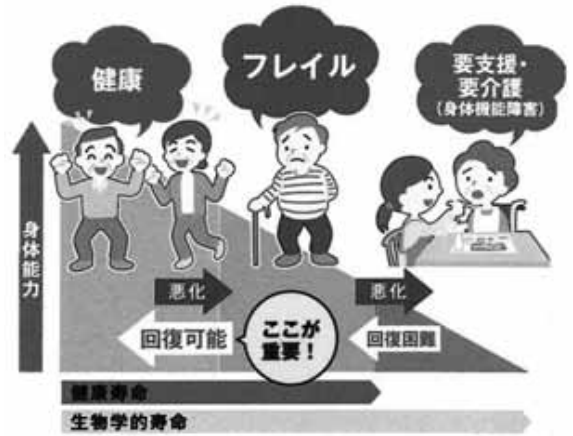 健康
フレイル
要支援・
要介護
(身体機能障害)
身体能力
悪化
悪化
回復可能
ここが
重要!
回復困難
健康寿命
生物学的寿命